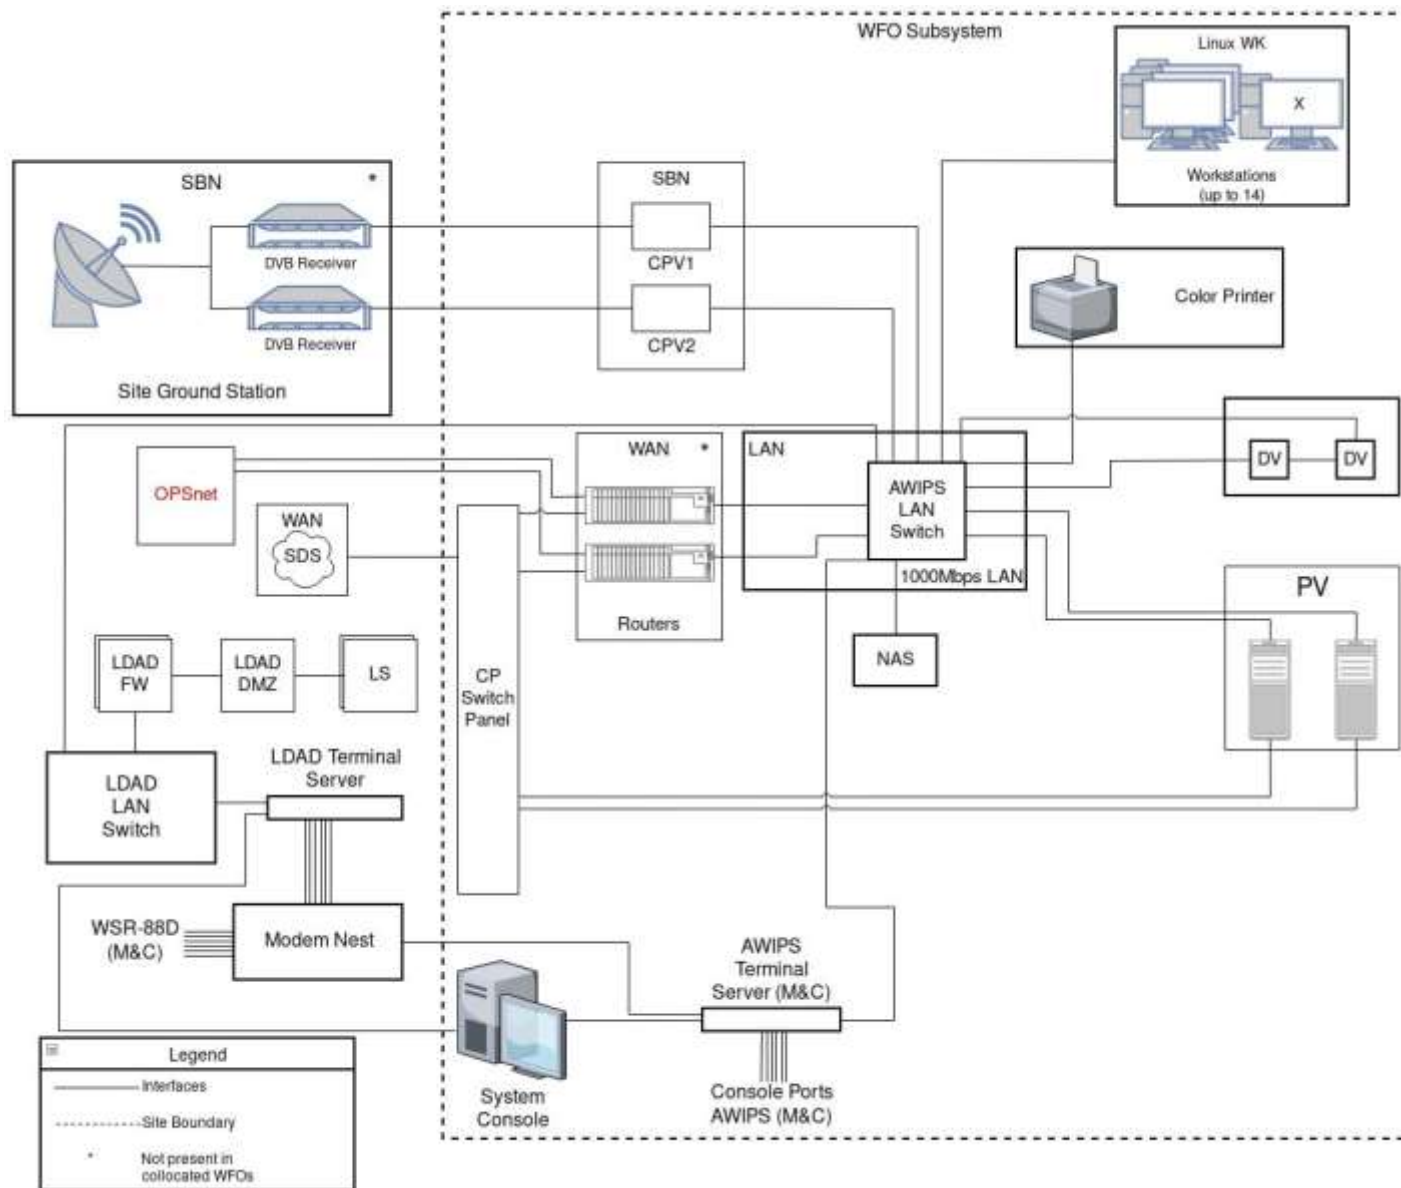 WFO Subsystem
Linux WK
X
Workstations
(up to 14)
SBN
*
DVB Receiver
DVB Receiver
Site Ground Station
SBN
CPV1
CPV2
Color Printer
OPSnet
WAN
SDS
WAN
*
Routers
LAN
AWIPS
LAN
Switch
1000Mbps LAN
DV
DV
NAS
PV
LDAD
FW
LDAD
DMZ
LS
CP
Switch
Panel
LDAD
LAN
Switch
LDAD Terminal
Server
WSR-88D
(M&C)
Modem Nest
System
Console
AWIPS
Terminal
Server (M&C)
Console Ports
AWIPS (M&C)
Legend
Interfaces
Site Boundary
*
Not present in
collocated WFOs